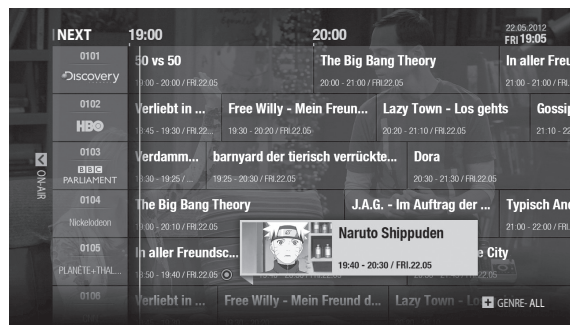 NEXT 19:00 20:00 22.05.2012
FRI 19:05
0101 50 vs 50 The Big Bang Theory In aller Freu
Discovery 19:00 - 20:00 / FRI.22.05 20:00 - 21:00 / FRI.22.05 21:00 - 21:00 / FRI.
0102 Verliebt in ... Free Willy - Mein Freun... Lazy Town - Los gehts Gossip
HBO 18:45 - 19:30 / FRI.22... 19:30 - 20:20 / FRI.22.05 20:20 - 21:10 / FRI.22.05 21:10 - 22
0103 Verdamm... barnyard der tierisch verrückte... Dora
BBC PARLIAMENT 18:30 - 19:25 / ... 19:25 - 20:30 / FRI.22.05 20:30 - 21:30 / FRI.22.05
ON-AIR
0104 The Big Bang Theory J.A.G. - Im Auftrag der ... Typisch And
Nickelodeon 19:00 - 20:10 / FRI.22.05 21:00 - 22:00 / FRI.
Naruto Shippuden
19:40 - 20:30 / FRI.22.05
0105 In aller Freundsc... e City
PLANÈTE+THAL... 18:50 - 19:40 / FRI.22.05
0106 Verliebt in ... Free Willy - Mein Freund d... Lazy Town - Lo
GENRE- ALL